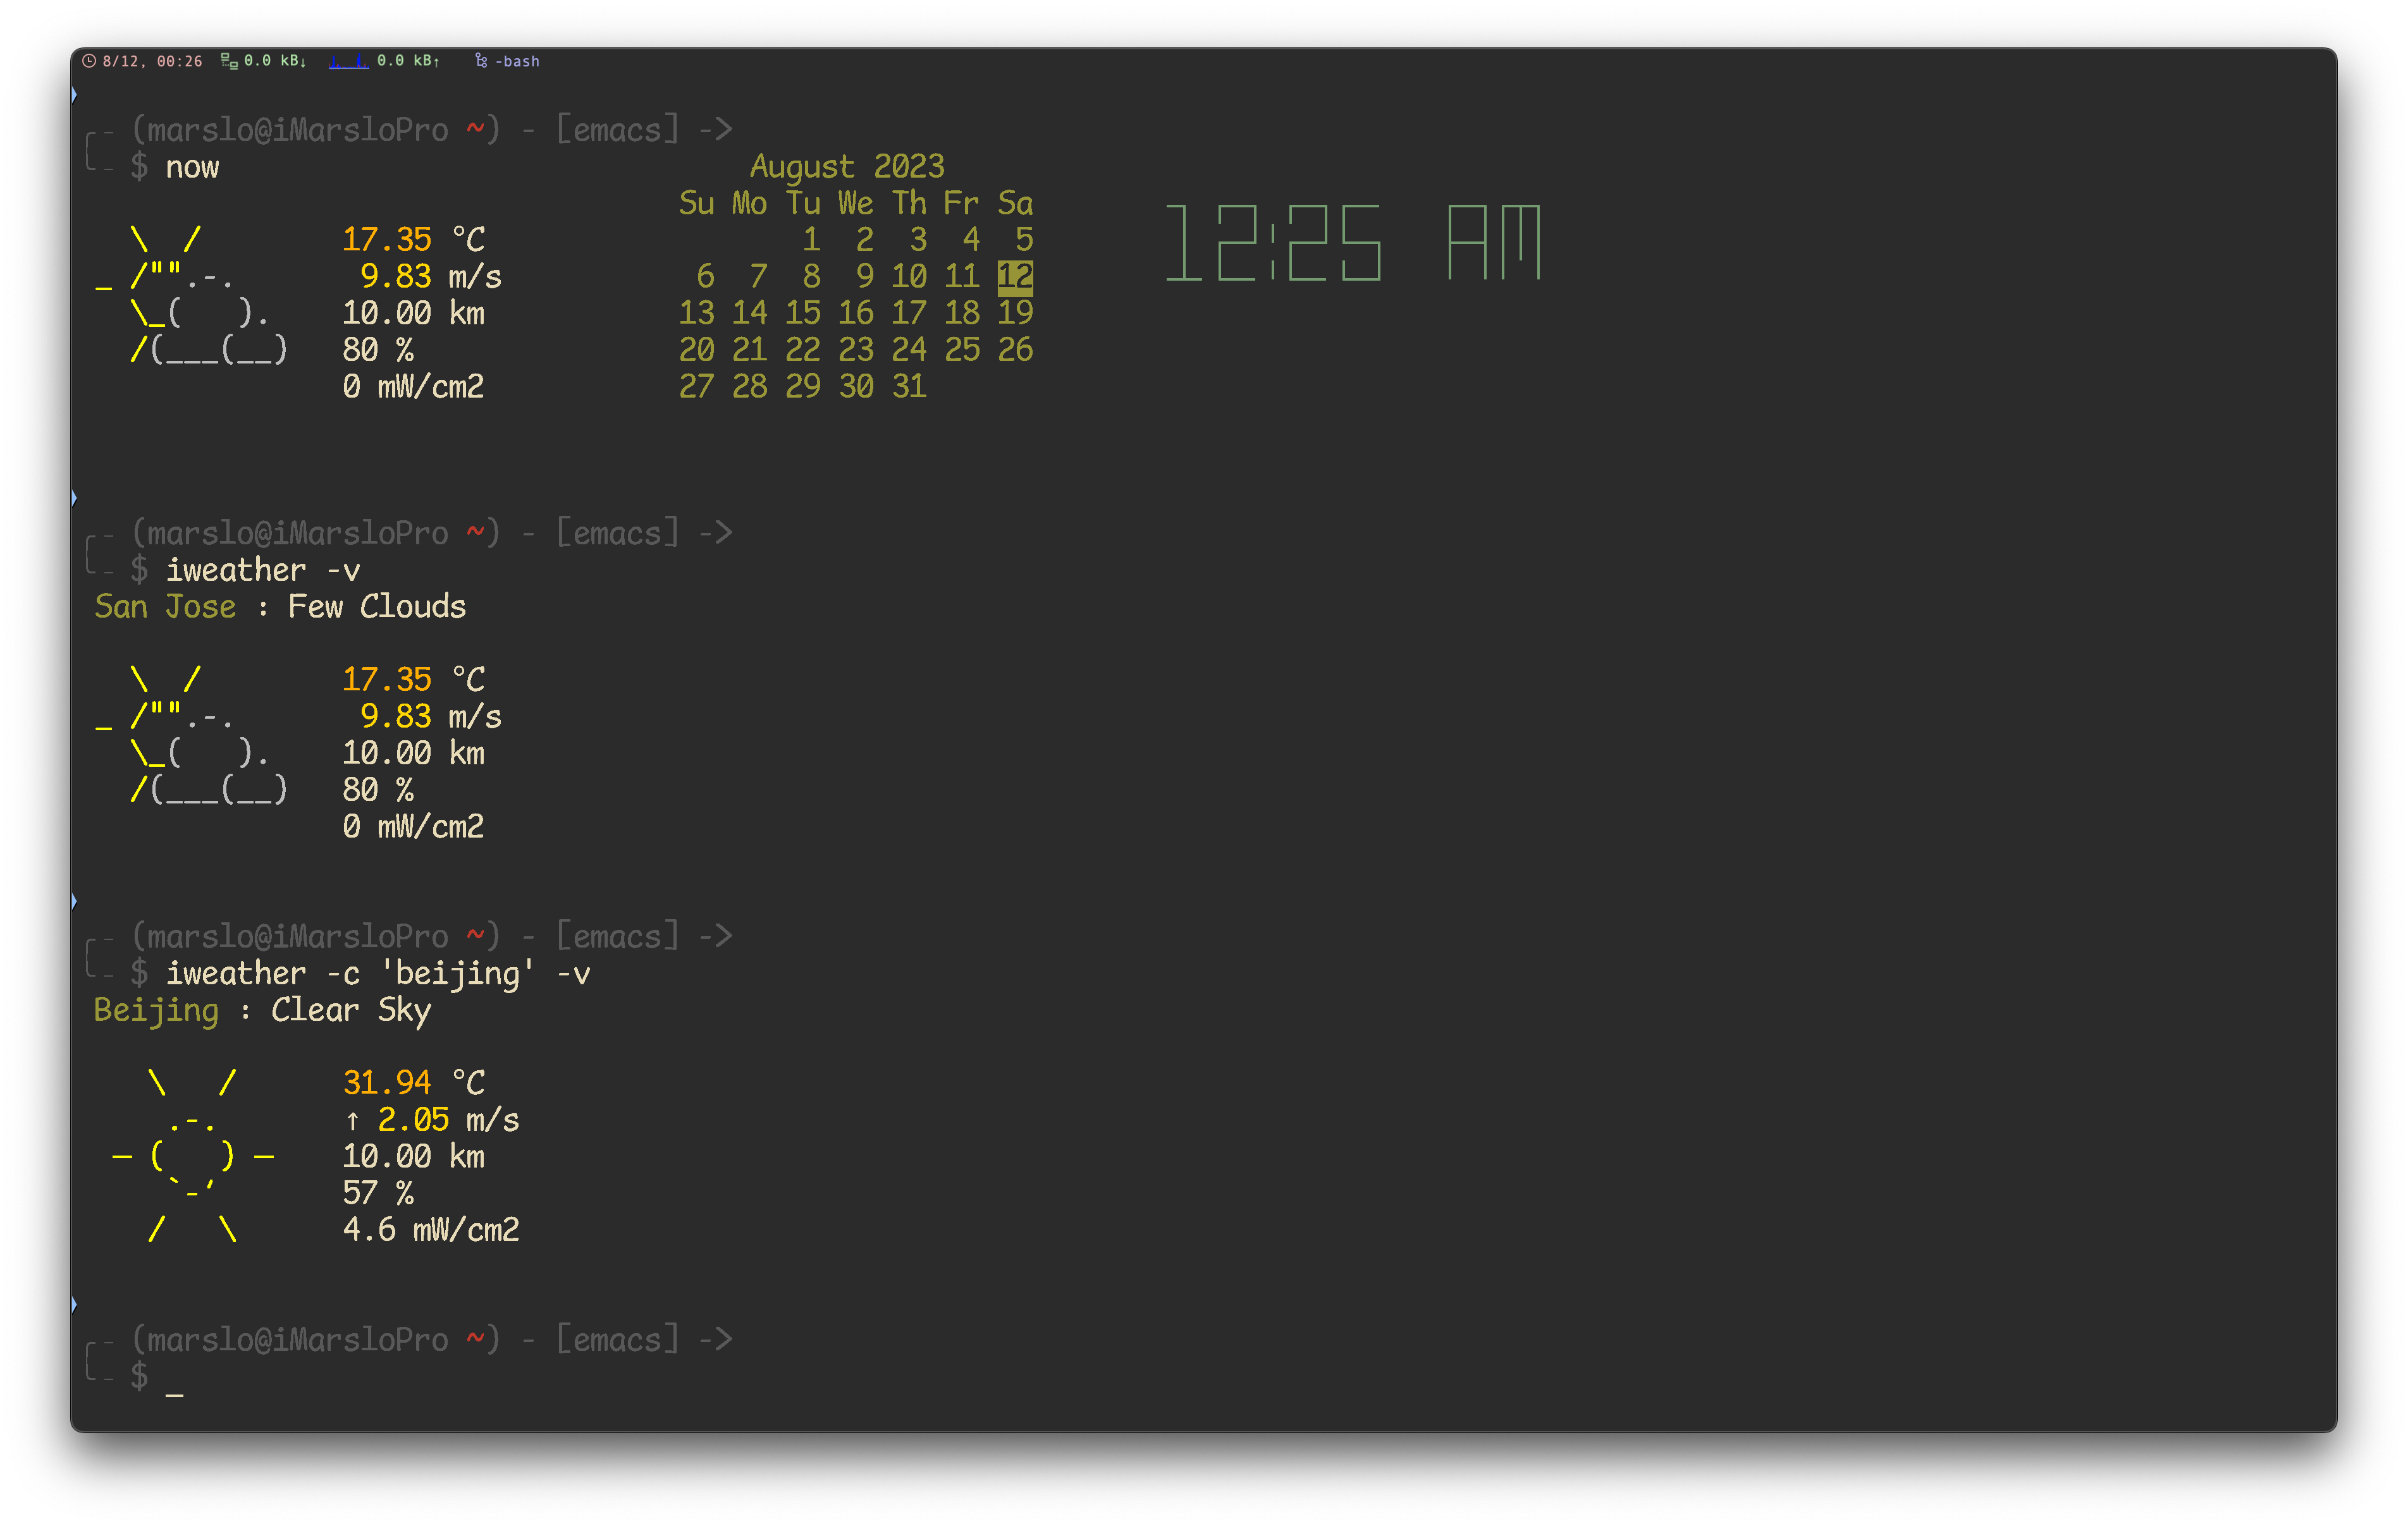 8/12, 00:26 0.0 kB↓ 0.0 kB↑ -bash
(marslo@iMarsloPro ~) - [emacs] ->
$ now
August 2023
Su Mo Tu We Th Fr Sa
\ / 17.35 °C 1 2 3 4 5 12:25 AM
_ /"".-. 9.83 m/s 6 7 8 9 10 11 12
\_( ). 10.00 km 13 14 15 16 17 18 19
/(___(__) 80 % 20 21 22 23 24 25 26
0 mW/cm2 27 28 29 30 31
(marslo@iMarsloPro ~) - [emacs] ->
$ iweather -v
San Jose : Few Clouds
\ / 17.35 °C
_ /"".-. 9.83 m/s
\_( ). 10.00 km
/(___(__) 80 %
0 mW/cm2
(marslo@iMarsloPro ~) - [emacs] ->
$ iweather -c 'beijing' -v
Beijing : Clear Sky
\ / 31.94 °C
.-. ↑ 2.05 m/s
― ( ) ― 10.00 km
`-' 57 %
/ \ 4.6 mW/cm2
(marslo@iMarsloPro ~) - [emacs] ->
$ _